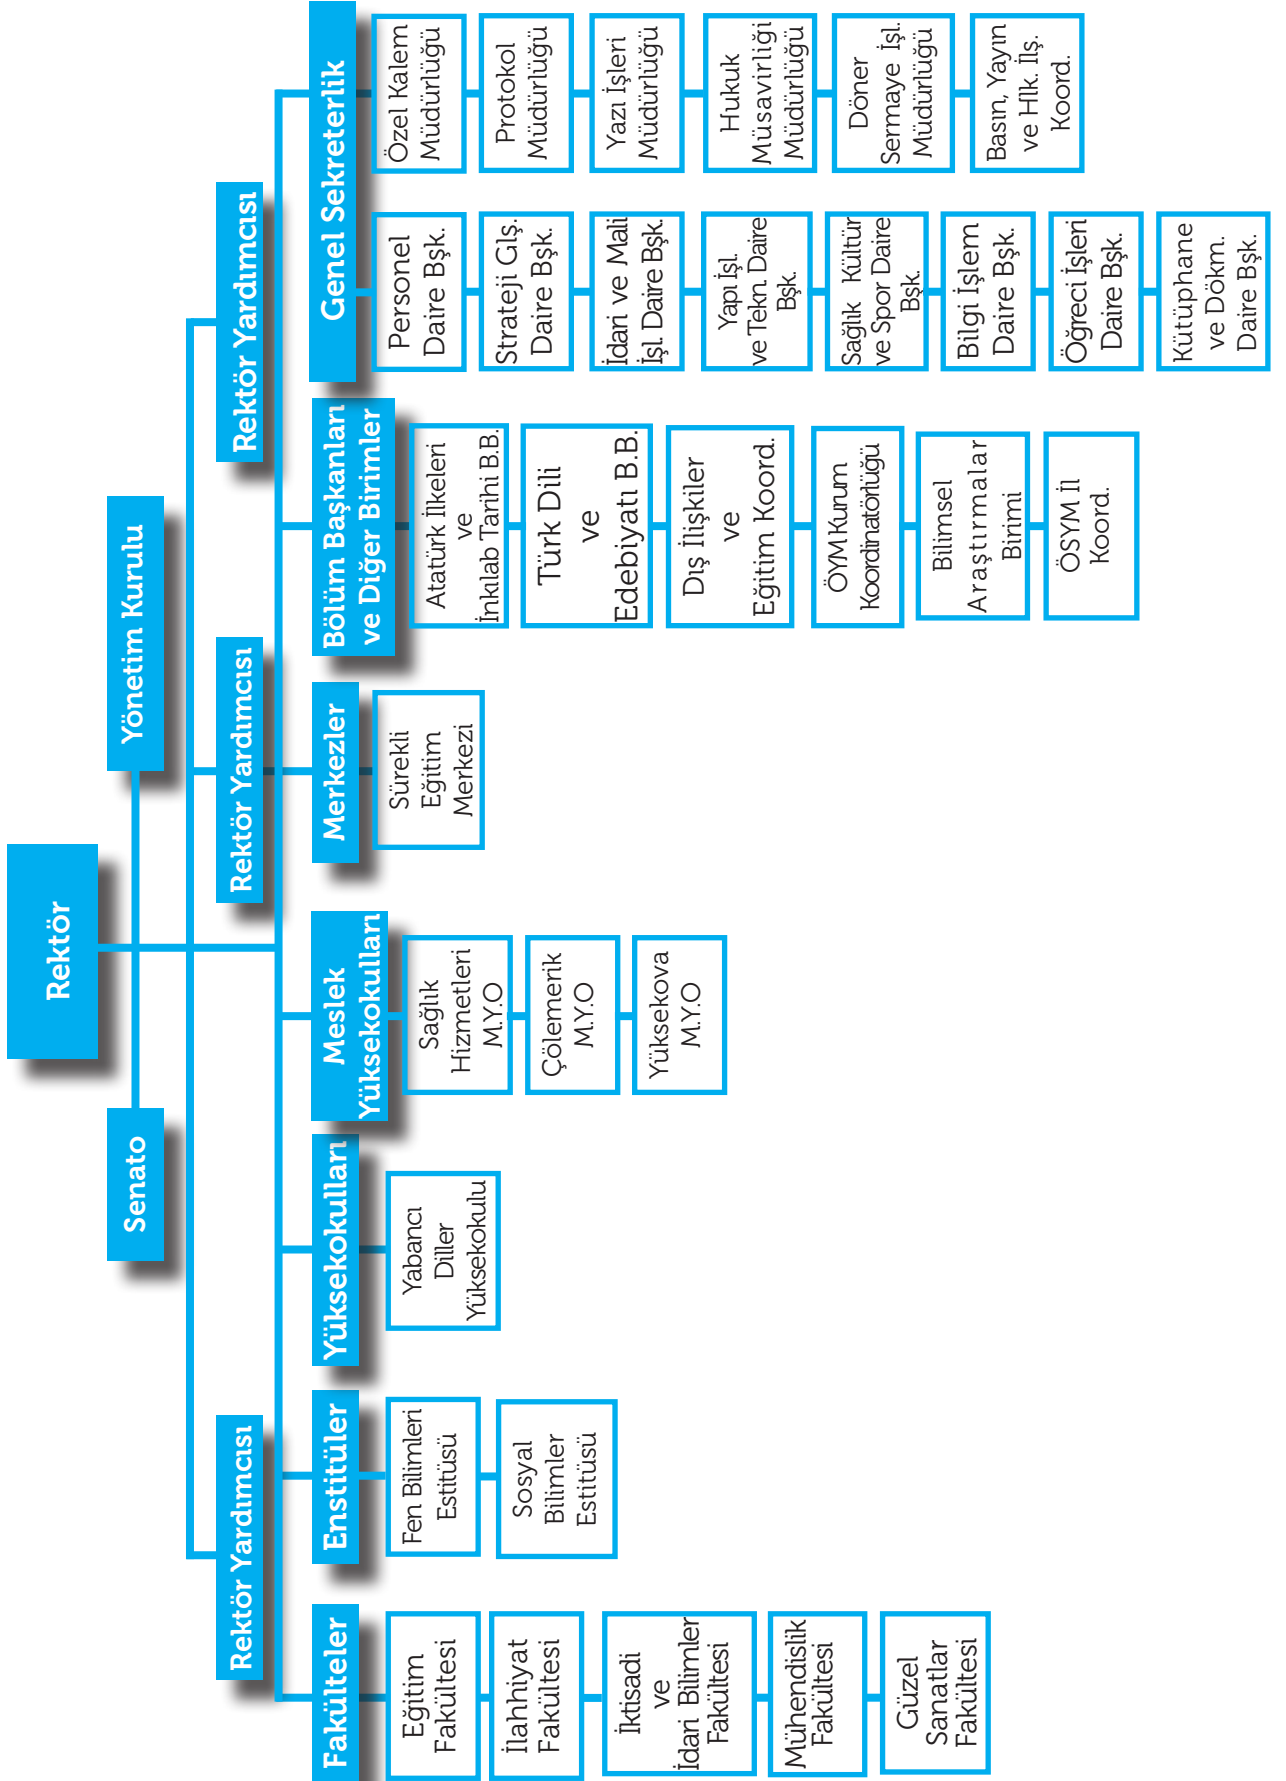 Rektör
Senato
Yönetim Kurulu
Rektör Yardımcısı
Rektör Yardımcısı
Rektör Yardımcısı
Fakülteler
Eğitim
Fakültesi
İlahhiyat
Fakültesi
İktisadi
ve
İdari Bilimler
Fakültesi
Mühendislik
Fakültesi
Güzel
Sanatlar
Fakültesi
Enstitüler
Fen Bilimleri
Estitüsü
Sosyal
Bilimler
Estitüsü
Yüksekokulları
Yabancı
Diller
Yüksekokulu
Meslek
Yüksekokulları
Sağlık
Hizmetleri
M.Y.O
Çölemerik
M.Y.O
Yüksekova
M.Y.O
Merkezler
Sürekli
Eğitim
Merkezi
Bölüm Başkanları
ve Diğer Birimler
Atatürk İlkeleri
ve
İnkılab Tarihi B.B.
Türk Dili
ve
Edebiyatı B.B.
Dış İlişkiler
ve
Eğitim Koord.
ÖYM Kurum
Koordinatörlüğü
Bilimsel
Araştırmalar
Birimi
ÖSYM İl
Koord.
Genel Sekreterlik
Personel
Daire Bşk.
Strateji Glş.
Daire Bşk.
İdari ve Mali
İşl. Daire Bşk.
Yapı İşl.
ve Tekn. Daire
Bşk.
Sağlık Kültür
ve Spor Daire
Bşk.
Bilgi İşlem
Daire Bşk.
Öğreci İşleri
Daire Bşk.
Kütüphane
ve Dökm.
Daire Bşk.
Özel Kalem
Müdürlüğü
Protokol
Müdürlüğü
Yazı İşleri
Müdürlüğü
Hukuk
Müsavirliği
Müdürlüğü
Döner
Sermaye İşl.
Müdürlüğü
Basın, Yayın
ve Hlk. İlş.
Koord.